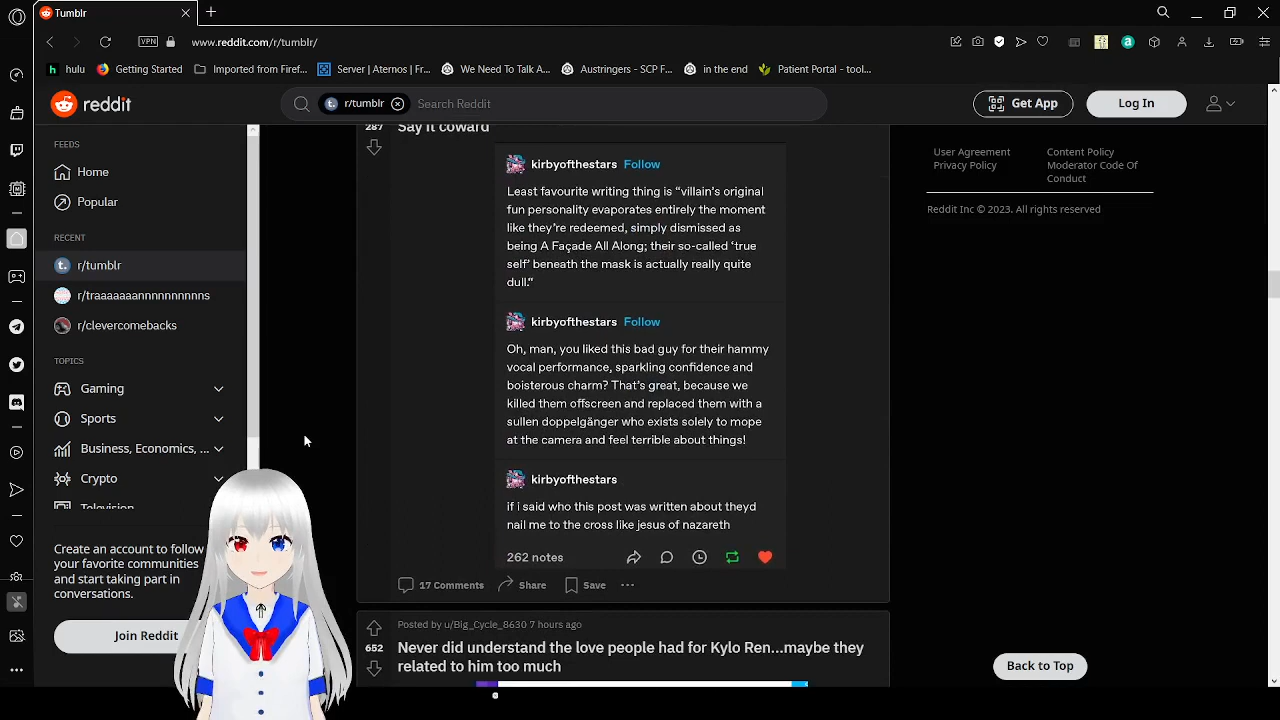 Tumblr
VPN
www.reddit.com/r/tumblr/
hulu
Getting Started
Imported from Firef...
Server | Aternos | Fr...
We Need To Talk A...
Austringers - SCP F...
in the end
Patient Portal - tool...
reddit
r/tumblr
Search Reddit
Get App
Log In
FEEDS
Home
Popular
RECENT
r/tumblr
r/traaaaaaannnnnnnnnns
r/clevercomebacks
TOPICS
Gaming
Sports
Business, Economics, ...
Crypto
Television
Create an account to follow
your favorite communities
and start taking part in
conversations.
Join Reddit
287
Say it coward
kirbyofthestars Follow
Least favourite writing thing is “villain’s original
fun personality evaporates entirely the moment
like they’re redeemed, simply dismissed as
being A Façade All Along; their so-called ‘true
self’ beneath the mask is actually really quite
dull.“
kirbyofthestars Follow
Oh, man, you liked this bad guy for their hammy
vocal performance, sparkling confidence and
boisterous charm? That’s great, because we
killed them offscreen and replaced them with a
sullen doppelgänger who exists solely to mope
at the camera and feel terrible about things!
kirbyofthestars
if i said who this post was written about theyd
nail me to the cross like jesus of nazareth
262 notes
17 Comments
Share
Save
Posted by u/Big_Cycle_8630 7 hours ago
652
Never did understand the love people had for Kylo Ren...maybe they
related to him too much
User Agreement
Privacy Policy
Content Policy
Moderator Code Of
Conduct
Reddit Inc © 2023. All rights reserved
Back to Top